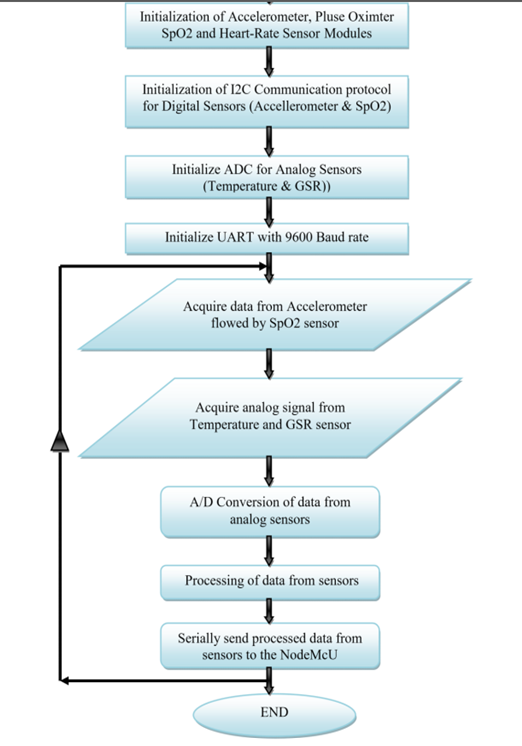 Initialization of Accelerometer, Pluse Oximter
SpO2 and Heart-Rate Sensor Modules
Initialization of I2C Communication protocol
for Digital Sensors (Accellerometer & SpO2)
Initialize ADC for Analog Sensors
(Temperature & GSR))
Initialize UART with 9600 Baud rate
Acquire data from Accelerometer
flowed by SpO2 sensor
Acquire analog signal from
Temperature and GSR sensor
A/D Conversion of data from
analog sensors
Processing of data from sensors
Serially send processed data from
sensors to the NodeMcU
END